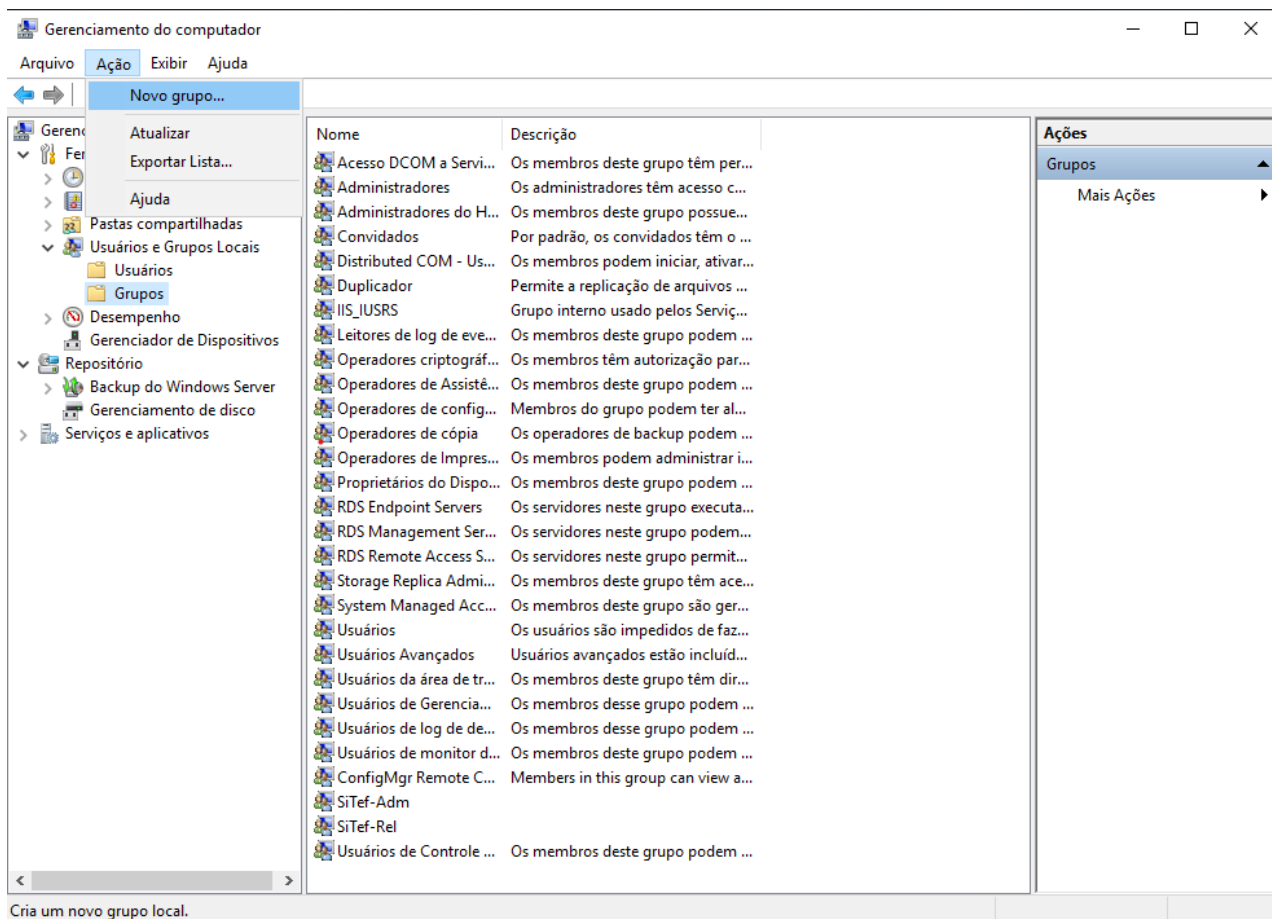 Gerenciamento do computador
Arquivo Ação Exibir Ajuda
Novo grupo...
Atualizar
Exportar Lista...
Ajuda
Gerenc
Fer
Pastas compartilhadas
Usuários e Grupos Locais
Usuários
Grupos
Desempenho
Gerenciador de Dispositivos
Repositório
Backup do Windows Server
Gerenciamento de disco
Serviços e aplicativos
Nome Descrição
Acesso DCOM a Servi... Os membros deste grupo têm per...
Administradores Os administradores têm acesso c...
Administradores do H... Os membros deste grupo possue...
Convidados Por padrão, os convidados têm o ...
Distributed COM - Us... Os membros podem iniciar, ativar...
Duplicador Permite a replicação de arquivos ...
IIS_IUSRS Grupo interno usado pelos Serviç...
Leitores de log de eve... Os membros deste grupo podem ...
Operadores criptográf... Os membros têm autorização par...
Operadores de Assistê... Os membros deste grupo podem ...
Operadores de config... Membros do grupo podem ter al...
Operadores de cópia Os operadores de backup podem ...
Operadores de Impres... Os membros podem administrar i...
Proprietários do Dispo... Os membros deste grupo podem ...
RDS Endpoint Servers Os servidores neste grupo executa...
RDS Management Ser... Os servidores neste grupo podem...
RDS Remote Access S... Os servidores neste grupo permit...
Storage Replica Admi... Os membros deste grupo têm ace...
System Managed Acc... Os membros deste grupo são ger...
Usuários Os usuários são impedidos de faz...
Usuários Avançados Usuários avançados estão incluíd...
Usuários da área de tr... Os membros deste grupo têm dir...
Usuários de Gerencia... Os membros desse grupo podem ...
Usuários de log de de... Os membros desse grupo podem ...
Usuários de monitor d... Os membros deste grupo podem ...
ConfigMgr Remote C... Members in this group can view a...
SiTef-Adm
SiTef-Rel
Usuários de Controle ... Os membros deste grupo podem ...
Ações
Grupos
Mais Ações
Cria um novo grupo local.